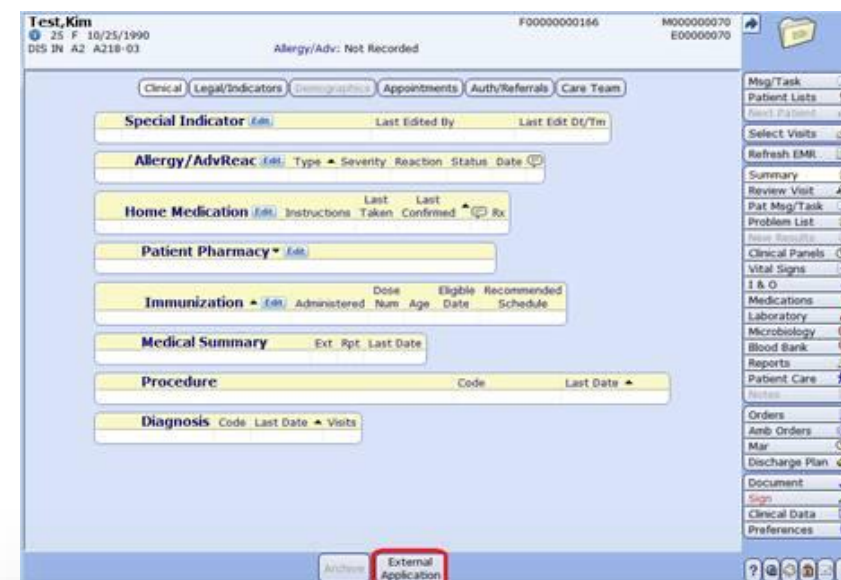 Test,Kim F00000000166 M000000070
25 F 10/25/1990 E00000070
DIS IN A2 A218-03 Allergy/Adv: Not Recorded
Clinical Legal/Indicators Demographics Appointments Auth/Referrals Care Team
Special Indicator Edit Last Edited By Last Edit Dt/Tm
Allergy/AdvReac Edit Type Severity Reaction Status Date
Last Last
Home Medication Edit Instructions Taken Confirmed Rx
Patient Pharmacy Edit
Dose Eligible Recommended
Immunization Edit Administered Num Age Date Schedule
Medical Summary Ext Rpt Last Date
Procedure Code Last Date
Diagnosis Code Last Date Visits
Archive External
Application
Msg/Task
Patient Lists
Next Patient
Select Visits
Refresh EMR
Summary
Review Visit
Pat Msg/Task
Problem List
New Results
Clinical Panels
Vital Signs
I & O
Medications
Laboratory
Microbiology
Blood Bank
Reports
Patient Care
Notes
Orders
Amb Orders
Mar
Discharge Plan
Document
Sign
Clinical Data
Preferences
?